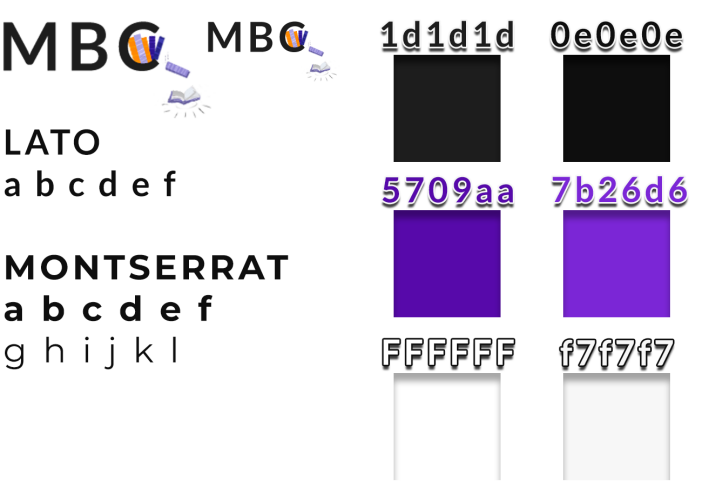 MBC
MBC
LATO
a b c d e f
MONTSERRAT
a b c d e f
g h i j k l
1d1d1d
0e0e0e
5709aa
7b26d6
FFFFFF
f7f7f7